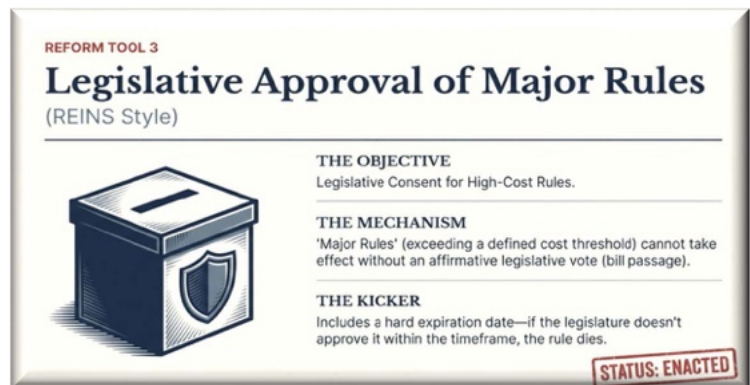 REFORM TOOL 3
Legislative Approval of Major Rules
(REINS Style)
THE OBJECTIVE
Legislative Consent for High-Cost Rules.
THE MECHANISM
'Major Rules' (exceeding a defined cost threshold) cannot take
effect without an affirmative legislative vote (bill passage).
THE KICKER
Includes a hard expiration date—if the legislature doesn't
approve it within the timeframe, the rule dies.
STATUS: ENACTED